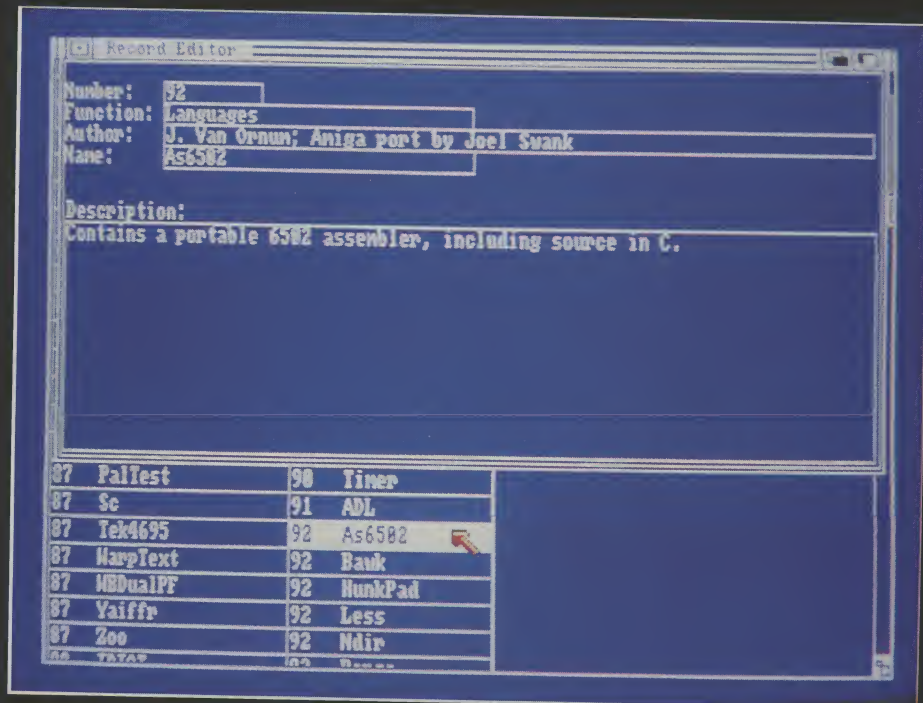 Record Editor
Number: 92
Function: Languages
Author: J. Van Ornum; Amiga port by Joel Swank
Name: As6502
Description:
Contains a portable 6502 assembler, including source in C.
87 PalTest 90 Timer
87 Sc 91 ADL
87 Tek4695 92 As6502
87 WarpText 92 Bawk
87 WBDualPF 92 HunkPad
87 Yaiffr 92 Less
87 Zoo 92 Ndir